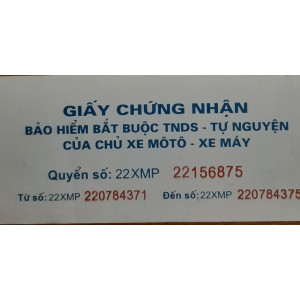 GIẤY CHỨNG NHẬN
BẢO HIỂM BẮT BUỘC TNDS - TỰ NGUYỆN
CỦA CHỦ XE MÔTÔ - XE MÁY
Quyển số: 22XMP 22156875
Từ số: 22XMP 220784371 Đến số: 22XMP 220784375